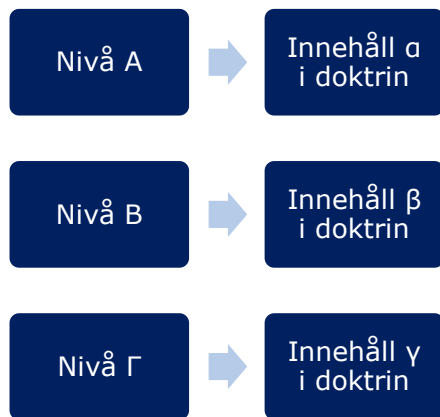 Nivå A
Innehåll α
i doktrin
Nivå B
Innehåll β
i doktrin
Nivå Γ
Innehåll γ
i doktrin